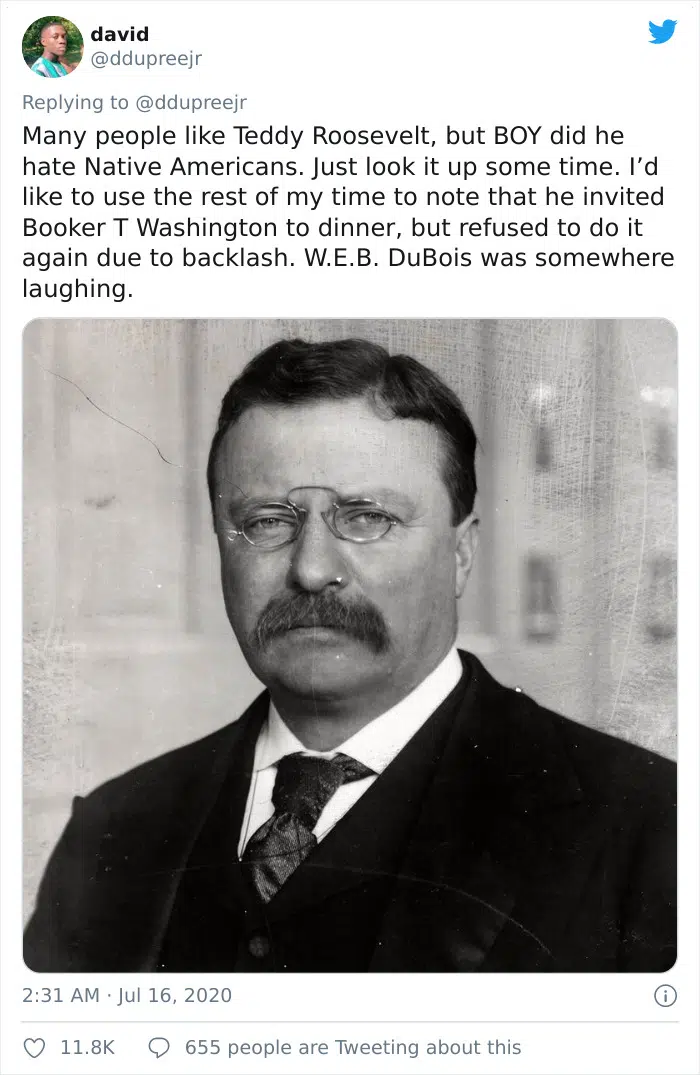 david
@ddupreejr
Replying to @ddupreejr
Many people like Teddy Roosevelt, but BOY did he
hate Native Americans. Just look it up some time. I’d
like to use the rest of my time to note that he invited
Booker T Washington to dinner, but refused to do it
again due to backlash. W.E.B. DuBois was somewhere
laughing.
2:31 AM · Jul 16, 2020
11.8K
655 people are Tweeting about this